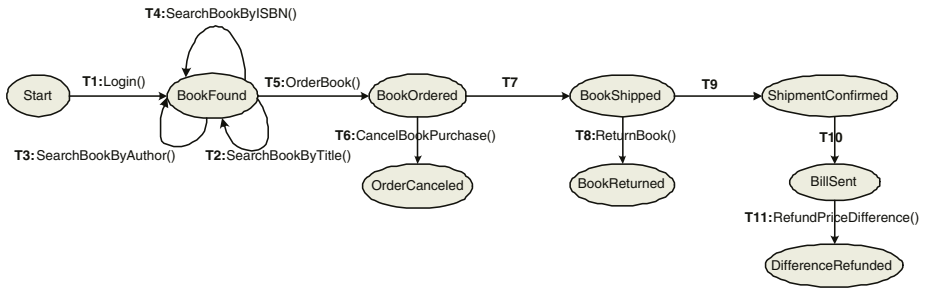 T4:SearchBookByISBN()
T1:Login()
T5:OrderBook()
T7
T9
Start
BookFound
BookOrdered
BookShipped
ShipmentConfirmed
T6:CancelBookPurchase()
T8:ReturnBook()
T10
T3:SearchBookByAuthor()
T2:SearchBookByTitle()
OrderCanceled
BookReturned
BillSent
T11:RefundPriceDifference()
DifferenceRefunded